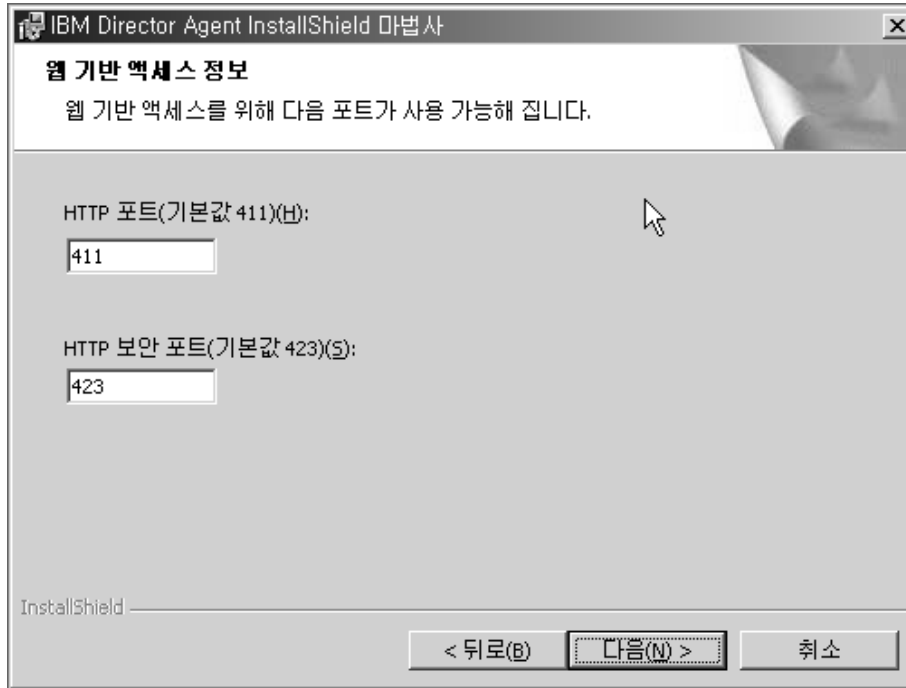 IBM Director Agent InstallShield 마법사
웹 기반 액세스 정보
웹 기반 액세스를 위해 다음 포트가 사용 가능해 집니다.
HTTP 포트(기본값 411)(H):
411
HTTP 보안 포트(기본값 423)(S):
423
InstallShield
< 뒤로(B) 다음(N) > 취소